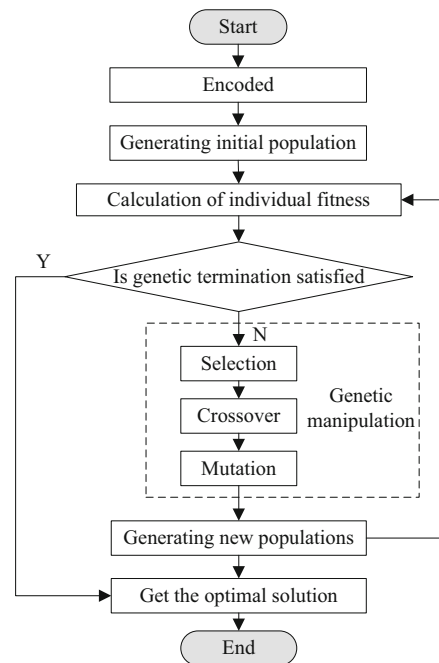 Start
Encoded
Generating initial population
Calculation of individual fitness
Y
Is genetic termination satisfied
N
Selection
Genetic
manipulation
Crossover
Mutation
Generating new populations
Get the optimal solution
End